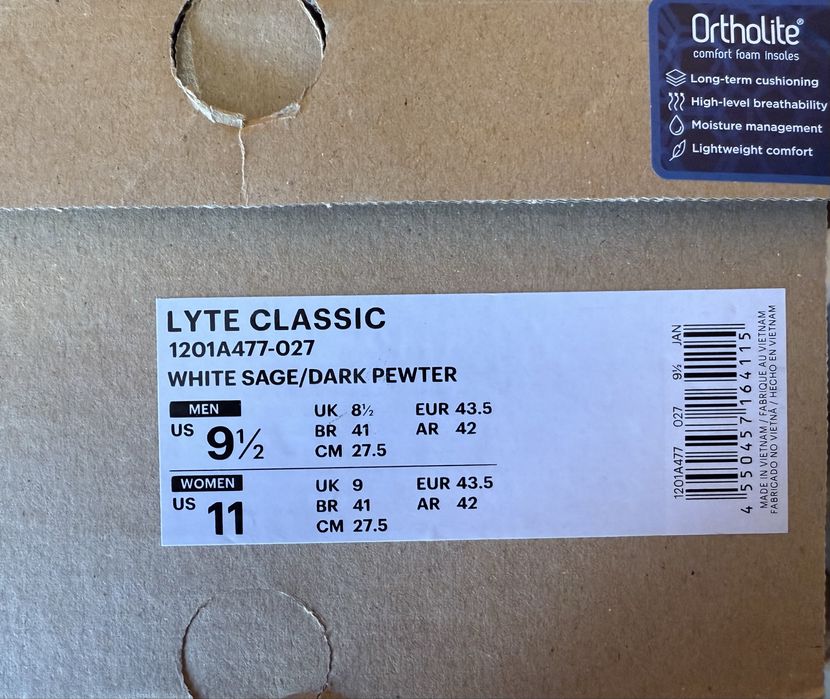 Ortholite®
comfort foam insoles
Long-term cushioning
High-level breathability
Moisture management
Lightweight comfort
LYTE CLASSIC
1201A477-027
WHITE SAGE/DARK PEWTER
MEN
US 9½
UK 8½ EUR 43.5
BR 41 AR 42
CM 27.5
WOMEN
US 11
UK 9 EUR 43.5
BR 41 AR 42
CM 27.5
1201A477 027 9½ JAN
4 550457 164115
MADE IN VIETNAM / FABRIQUE AU VIETNAM
FABRICADO NO VIETNÃ / HECHO EN VIETNAM